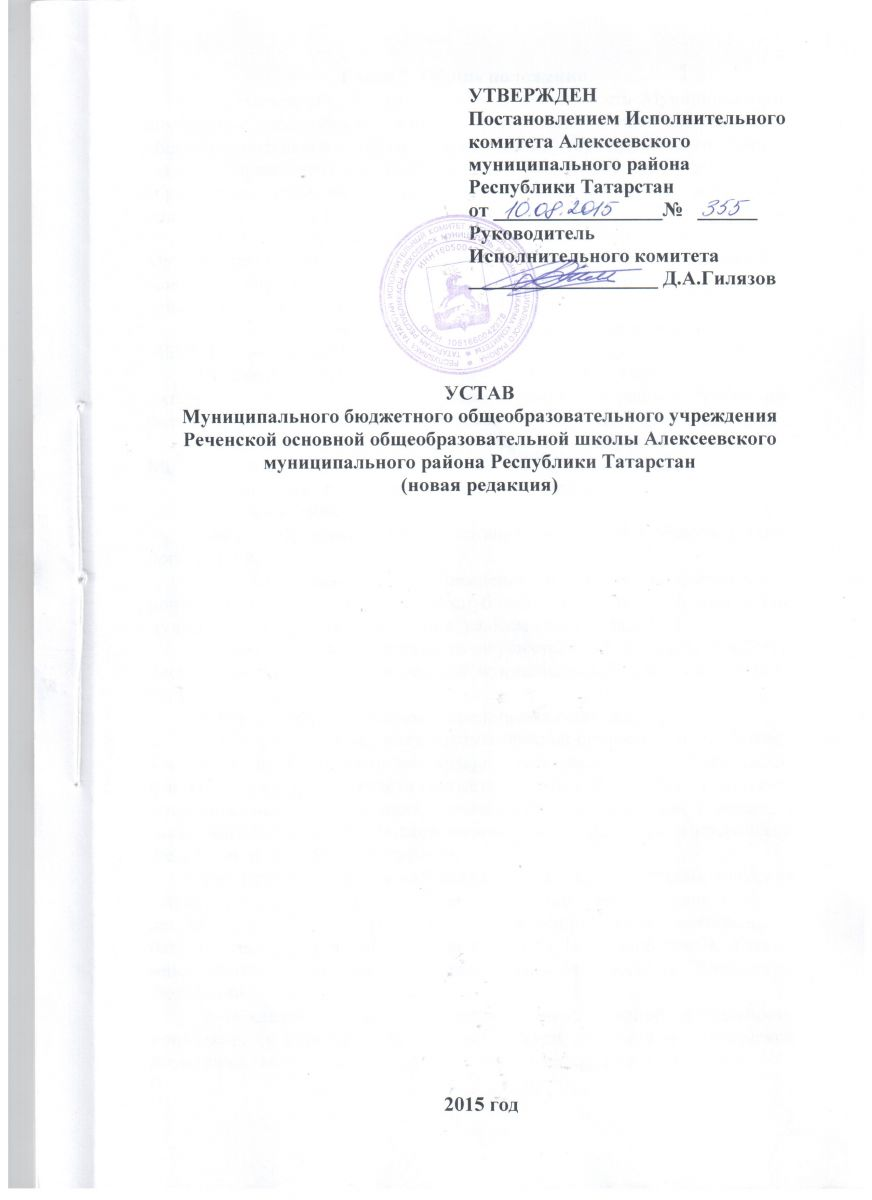 УТВЕРЖДЕН
Постановлением Исполнительного
комитета Алексеевского
муниципального района
Республики Татарстан
от 10.08.2015 № 355
Руководитель
Исполнительного комитета
Д.А.Гилязов
УСТАВ
Муниципального бюджетного общеобразовательного учреждения
Реченской основной общеобразовательной школы Алексеевского
муниципального района Республики Татарстан
(новая редакция)
2015 год